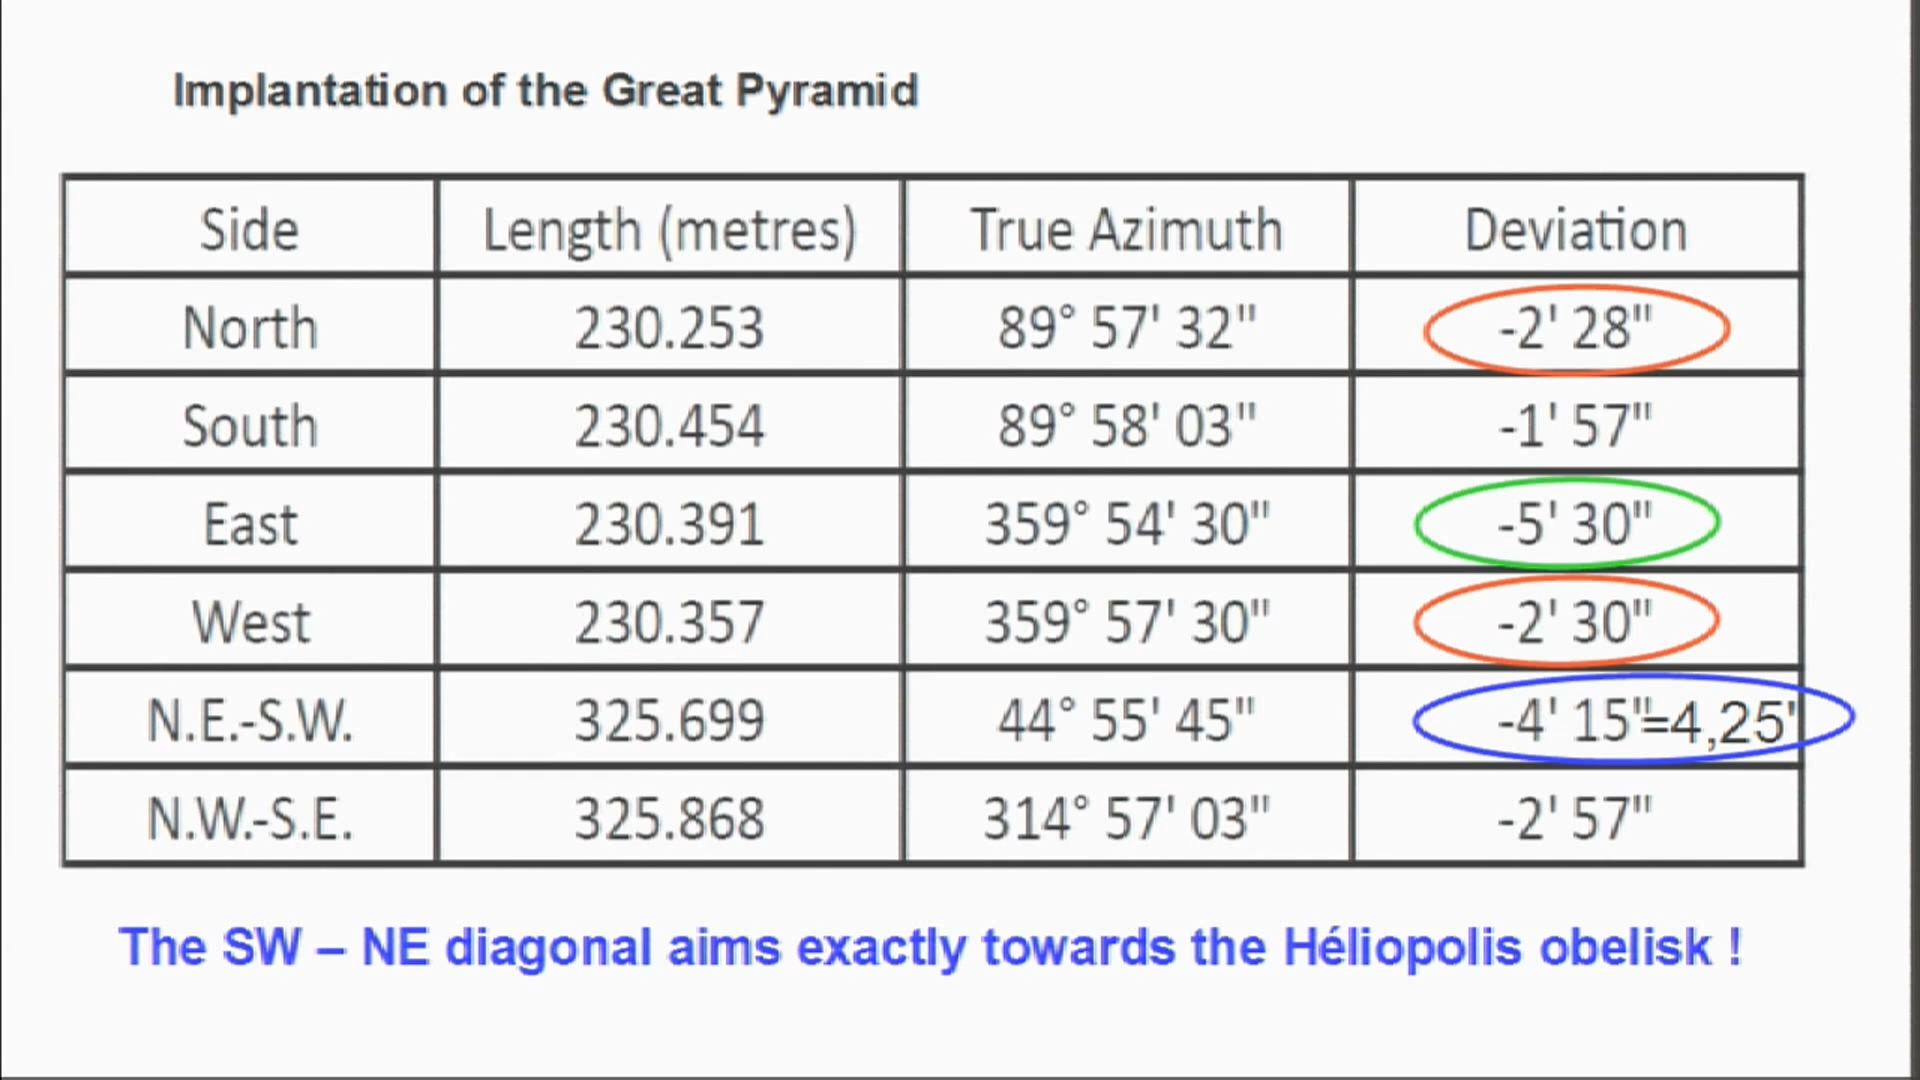 Implantation of the Great Pyramid
Side Length (metres) True Azimuth Deviation
North 230.253 89° 57' 32" -2' 28"
South 230.454 89° 58' 03" -1' 57"
East 230.391 359° 54' 30" -5' 30"
West 230.357 359° 57' 30" -2' 30"
N.E.-S.W. 325.699 44° 55' 45" -4' 15"=4,25'
N.W.-S.E. 325.868 314° 57' 03" -2' 57"
The SW – NE diagonal aims exactly towards the Héliopolis obelisk !